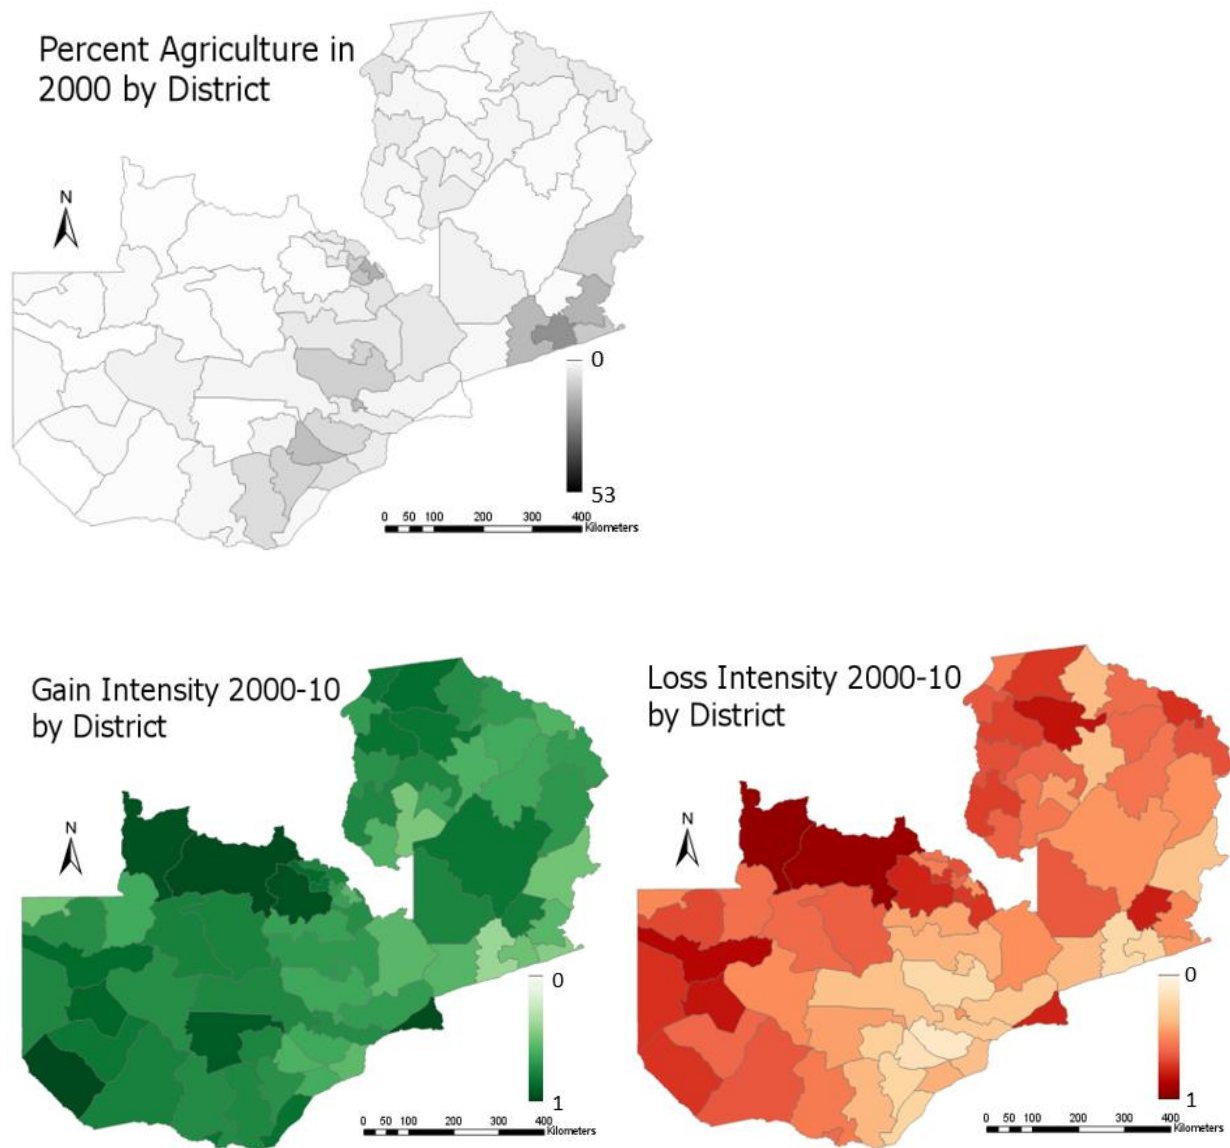 Percent Agriculture in
2000 by District
N
0
53
0 50 100 200 300 400
Kilometers
Gain Intensity 2000-10
by District
N
0
1
0 50 100 200 300 400
Kilometers
Loss Intensity 2000-10
by District
N
0
1
0 50 100 200 300 400
Kilometers